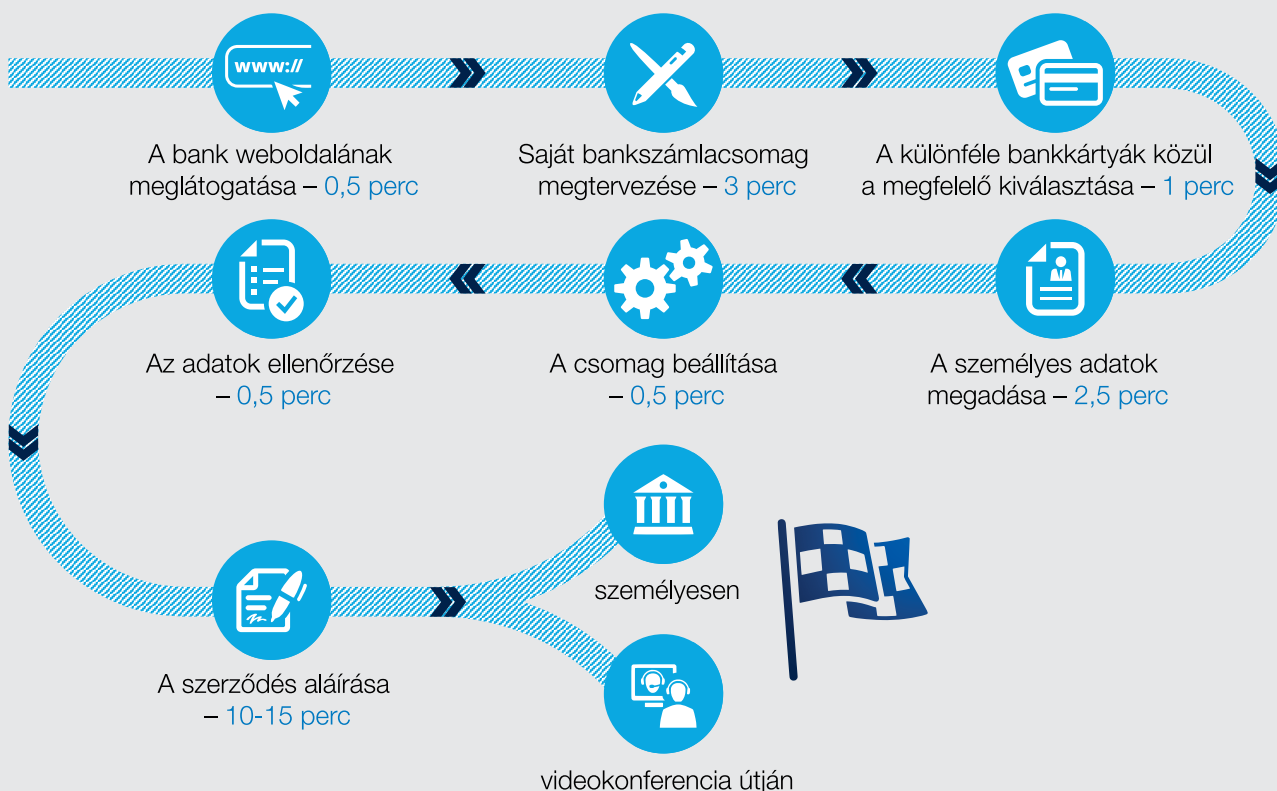 www://
A bank weboldalának
meglátogatása – 0,5 perc
Saját bankszámlacsomag
megtervezése – 3 perc
A különféle bankkártyák közül
a megfelelő kiválasztása – 1 perc
A személyes adatok
megadása – 2,5 perc
A csomag beállítása
– 0,5 perc
Az adatok ellenőrzése
– 0,5 perc
A szerződés aláírása
– 10-15 perc
személyesen
videokonferencia útján